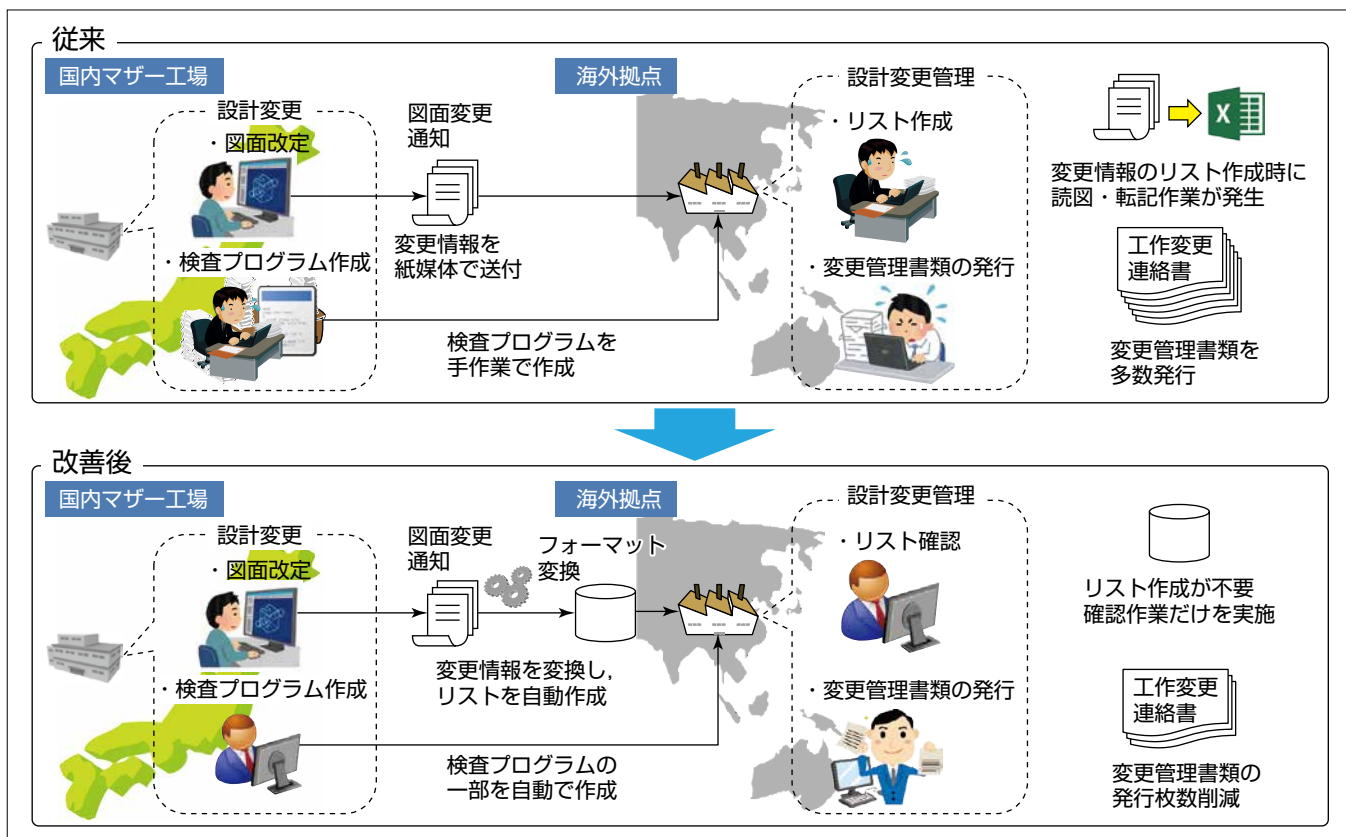 従来
国内マザー工場
海外拠点
設計変更
・図面改定
図面変更
通知
変更情報を
紙媒体で送付
・検査プログラム作成
検査プログラムを
手作業で作成
設計変更管理
・リスト作成
・変更管理書類の発行
X
変更情報のリスト作成時に
読図・転記作業が発生
工作変更
連絡書
変更管理書類を
多数発行
改善後
国内マザー工場
海外拠点
設計変更
・図面改定
図面変更
通知
フォーマット
変換
変更情報を変換し,
リストを自動作成
・検査プログラム作成
検査プログラムの
一部を自動で作成
設計変更管理
・リスト確認
・変更管理書類の発行
リスト作成が不要
確認作業だけを実施
工作変更
連絡書
変更管理書類の
発行枚数削減